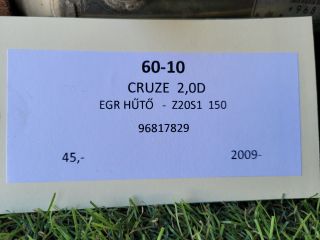 60-10
CRUZE 2,0D
EGR HŰTŐ - Z20S1 150
96817829
45,- 2009-